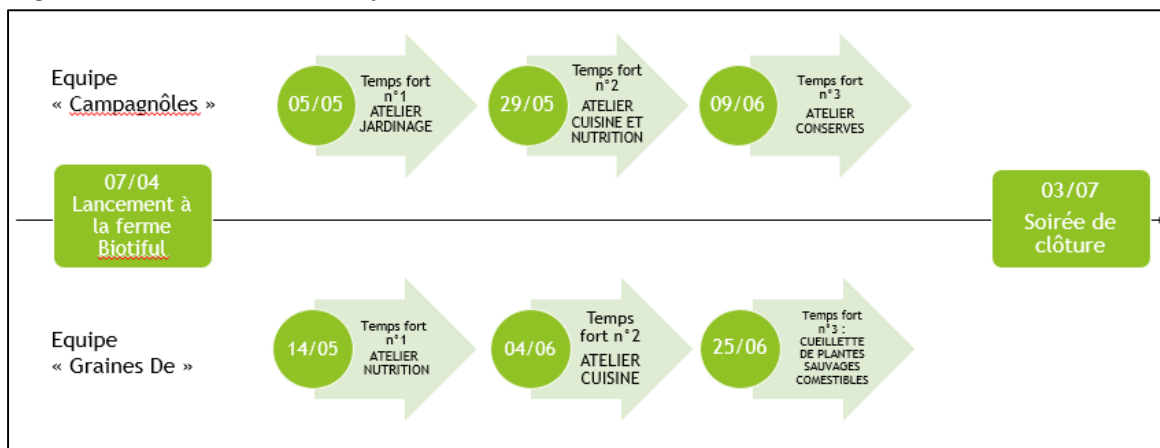 Equipe
« Campagnôles »
05/05
Temps fort
n°1
ATELIER
JARDINAGE
29/05
Temps fort
n°2
ATELIER
CUISINE ET
NUTRITION
09/06
Temps fort
n°3
ATELIER
CONSERVES
07/04
Lancement à
la ferme
Biotiful
03/07
Soirée de
clôture
Equipe
« Graines De »
14/05
Temps fort
n°1
ATELIER
NUTRITION
04/06
Temps
fort n°2
ATELIER
CUISINE
25/06
Temps fort
n°3 :
CUEILLETTE
DE PLANTES
SAUVAGES
COMESTIBLES